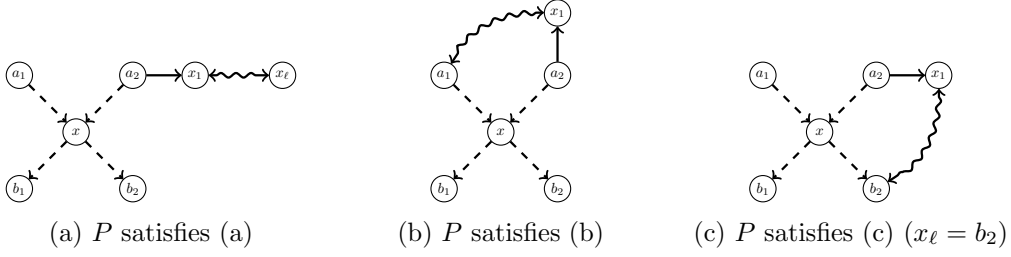 a₁ a₂ x₁ xℓ
x
b₁ b₂
(a) P satisfies (a)
x₁
a₁ a₂
x
b₁ b₂
(b) P satisfies (b)
a₁ a₂ x₁
x
b₁ b₂
(c) P satisfies (c) (xℓ = b₂)